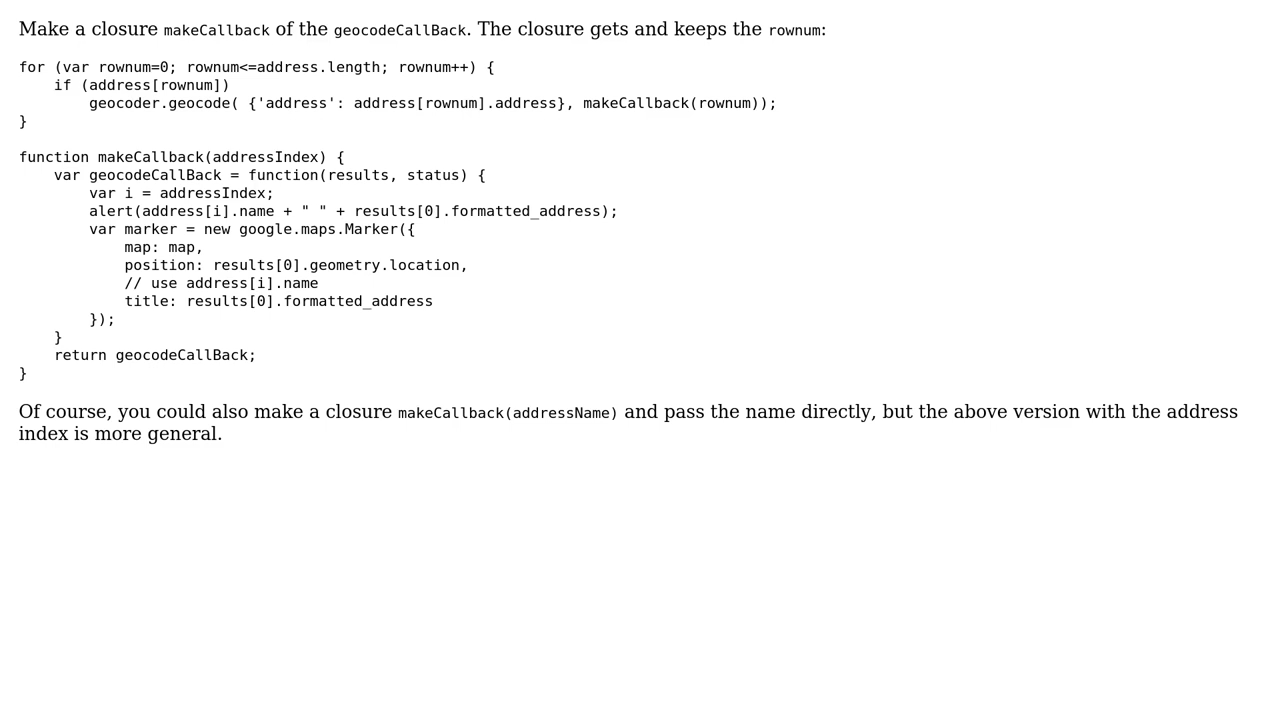 Make a closure makeCallback of the geocodeCallBack. The closure gets and keeps the rownum:
for (var rownum=0; rownum<=address.length; rownum++) {
    if (address[rownum])
        geocoder.geocode( {'address': address[rownum].address}, makeCallback(rownum));
}
function makeCallback(addressIndex) {
    var geocodeCallBack = function(results, status) {
        var i = addressIndex;
        alert(address[i].name + " " + results[0].formatted_address);
        var marker = new google.maps.Marker({
            map: map,
            position: results[0].geometry.location,
            // use address[i].name
            title: results[0].formatted_address
        });
    }
    return geocodeCallBack;
}
Of course, you could also make a closure makeCallback(addressName) and pass the name directly, but the above version with the address
index is more general.